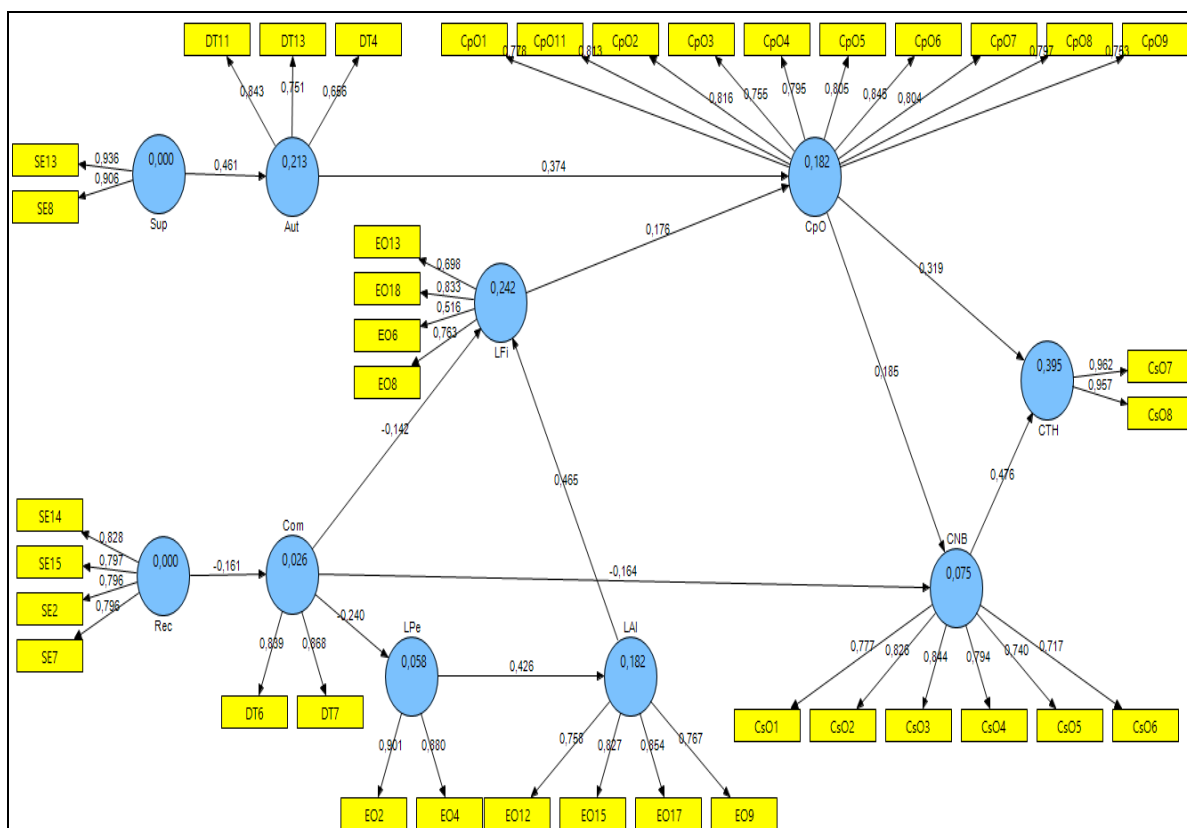 DT11 DT13 DT4
CpO1 CpO11 CpO2 CpO3 CpO4 CpO5 CpO6 CpO7 CpO8 CpO9
0,778 0,813 0,797 0,753
0,843 0,751 0,656
0,816 0,755 0,795 0,805 0,845 0,804
SE13 0,936
SE8 0,906
0,000
Sup
0,461
0,213
Aut
0,374
0,182
CpO
EO13 0,698
EO18 0,833
EO6 0,516
EO8 0,763
0,242
LFi
0,176
0,319
0,185
0,395
CTH
0,962 CsO7
0,957 CsO8
-0,142
0,465
0,476
SE14 0,828
SE15 0,797
SE2 0,796
SE7 0,796
0,000
Rec
-0,161
Com
0,026
-0,164
CNB
0,075
-0,240
LPe
0,058
0,426
LAI
0,182
0,839 0,868
DT6 DT7
0,901 0,880
EO2 EO4
0,758 0,827 0,854 0,767
EO12 EO15 EO17 EO9
0,777 0,826 0,844 0,794 0,740 0,717
CsO1 CsO2 CsO3 CsO4 CsO5 CsO6